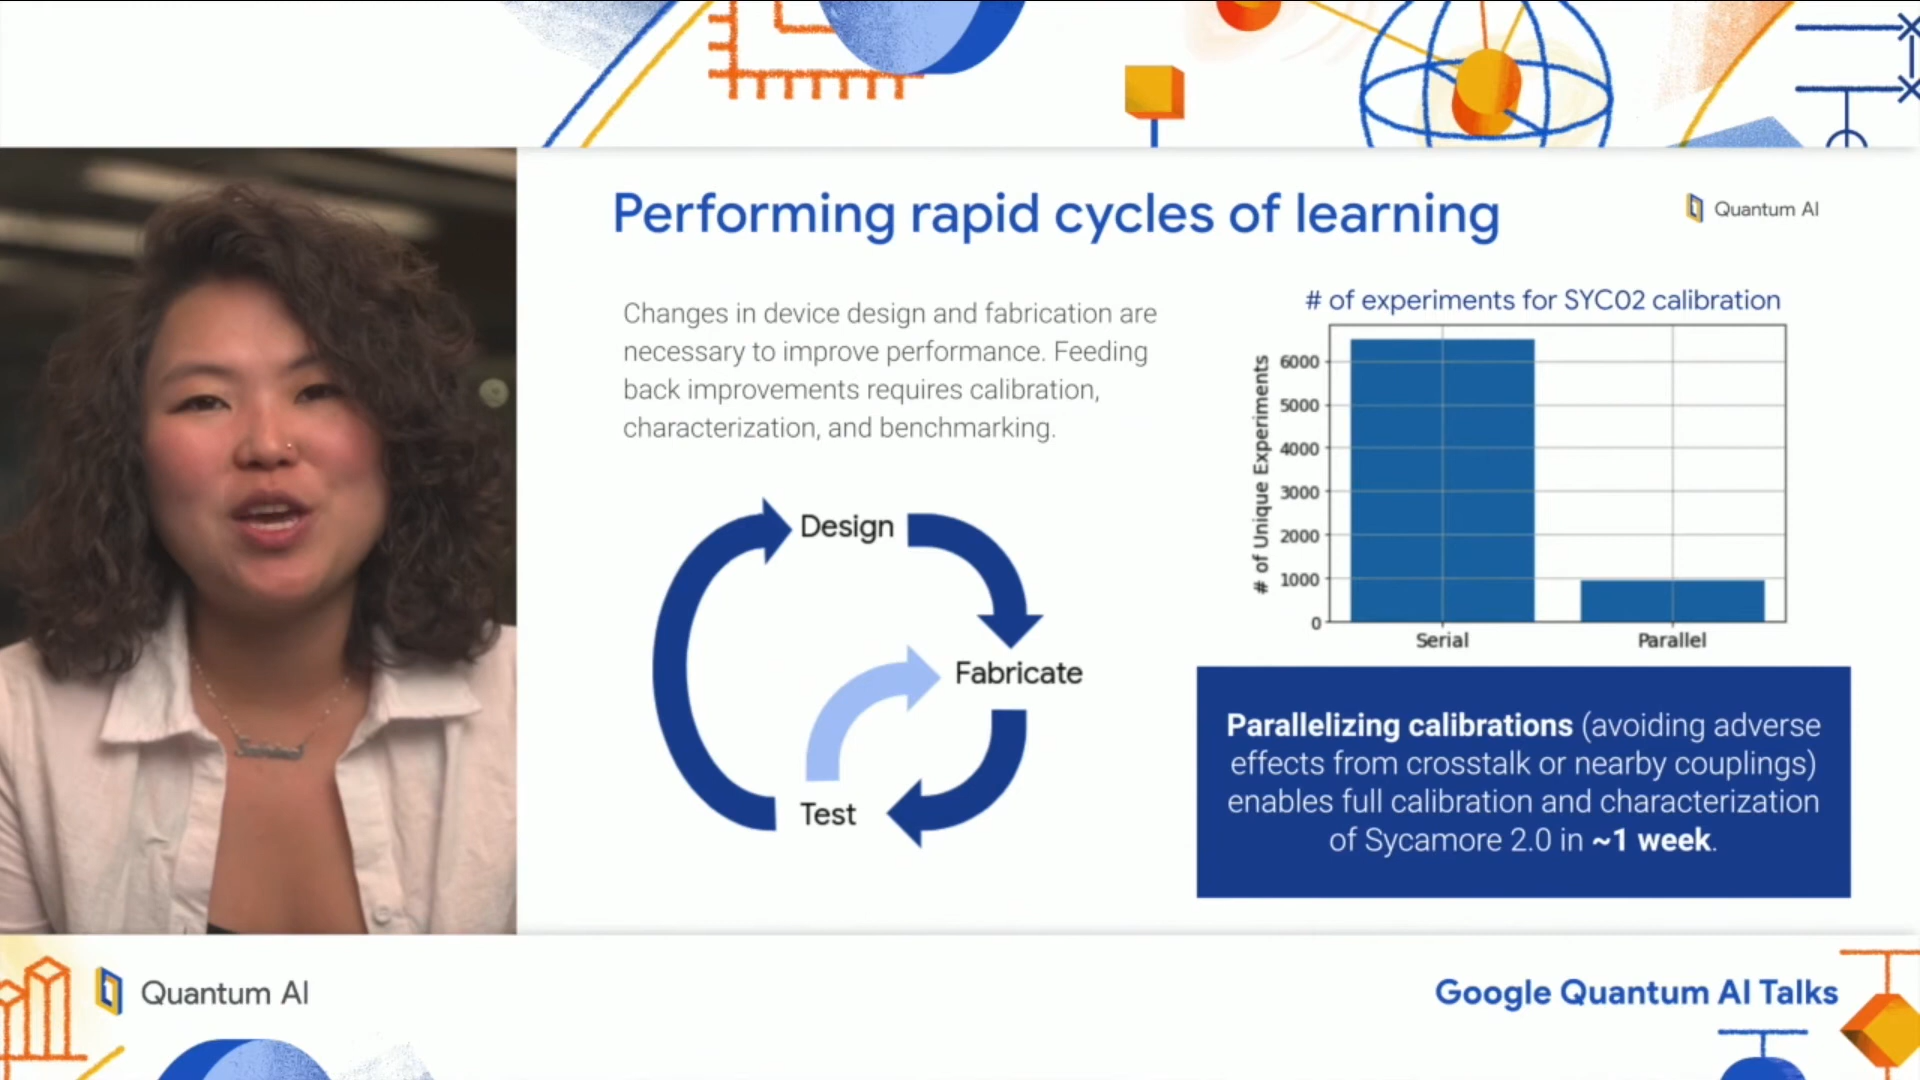 Performing rapid cycles of learning
Quantum AI
Changes in device design and fabrication are
necessary to improve performance. Feeding
back improvements requires calibration,
characterization, and benchmarking.
Design
Fabricate
Test
# of experiments for SYC02 calibration
# of Unique Experiments
6000
5000
4000
3000
2000
1000
0
Serial
Parallel
Parallelizing calibrations (avoiding adverse
effects from crosstalk or nearby couplings)
enables full calibration and characterization
of Sycamore 2.0 in ~1 week.
Quantum AI
Google Quantum AI Talks